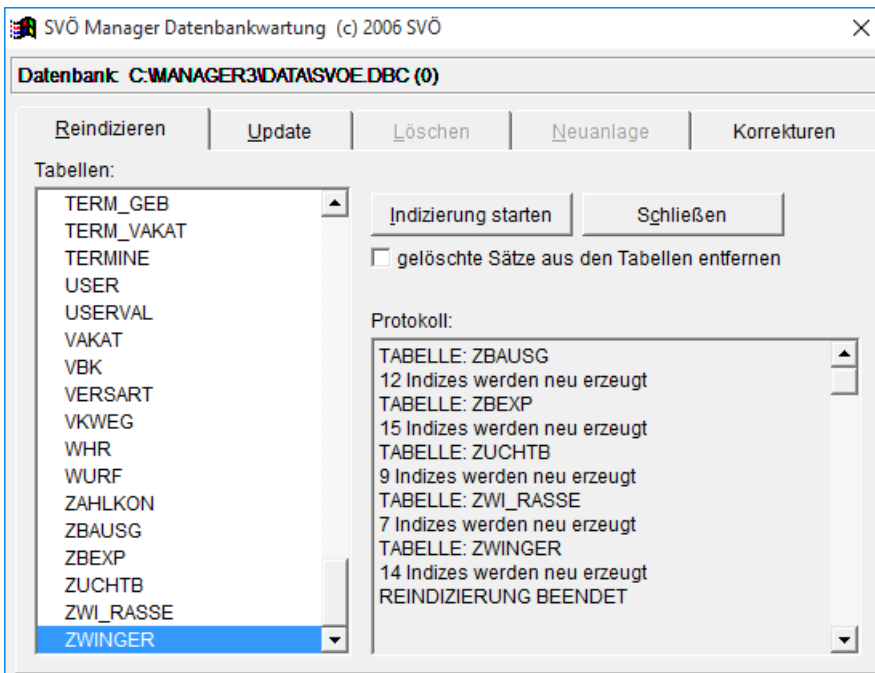 SVÖ Manager Datenbankwartung (c) 2006 SVÖ
Datenbank: C:\MANAGER3\DATA\SVOE.DBC (0)
Reindizieren Update Löschen Neuanlage Korrekturen
Tabellen:
TERM_GEB
TERM_VAKAT
TERMINE
USER
USERVAL
VAKAT
VBK
VERSART
VKWEG
WHR
WURF
ZAHLKON
ZBAUSG
ZBEXP
ZUCHTB
ZWI_RASSE
ZWINGER
Indizierung starten Schließen
gelöschte Sätze aus den Tabellen entfernen
Protokoll:
TABELLE: ZBAUSG
12 Indizes werden neu erzeugt
TABELLE: ZBEXP
15 Indizes werden neu erzeugt
TABELLE: ZUCHTB
9 Indizes werden neu erzeugt
TABELLE: ZWI_RASSE
7 Indizes werden neu erzeugt
TABELLE: ZWINGER
14 Indizes werden neu erzeugt
REINDIZIERUNG BEENDET